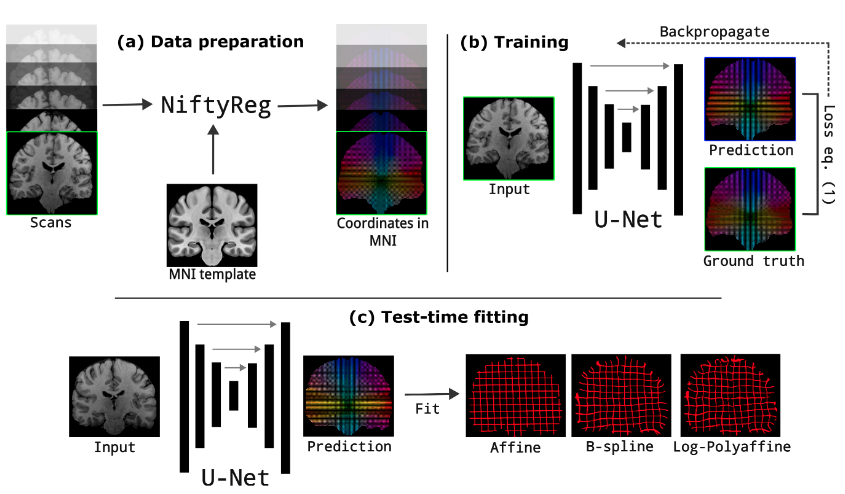 (a) Data preparation
NiftyReg
Scans
MNI template
Coordinates in
MNI
(b) Training
Backpropagate
Input
U-Net
Prediction
Ground truth
Loss eq. (1)
(c) Test-time fitting
Input
U-Net
Prediction
Fit
Affine
B-spline
Log-Polyaffine